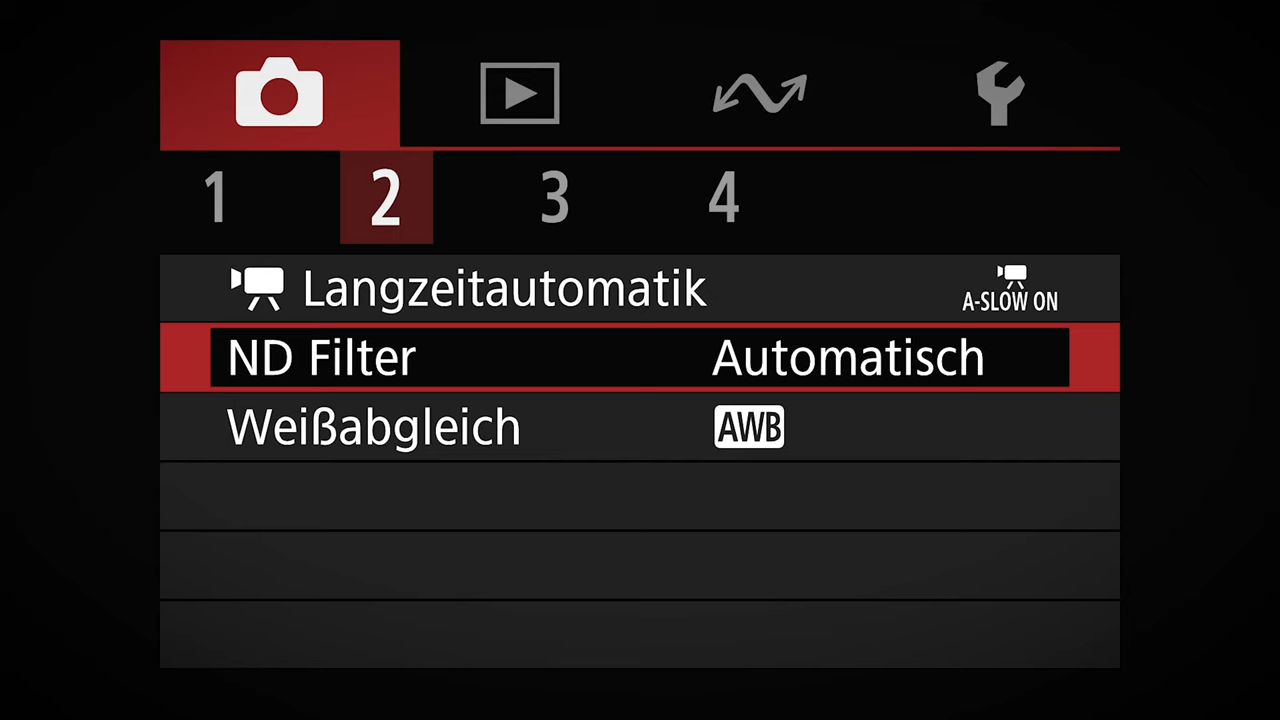 1 2 3 4
Langzeitautomatik A-SLOW ON
ND Filter Automatisch
Weißabgleich AWB